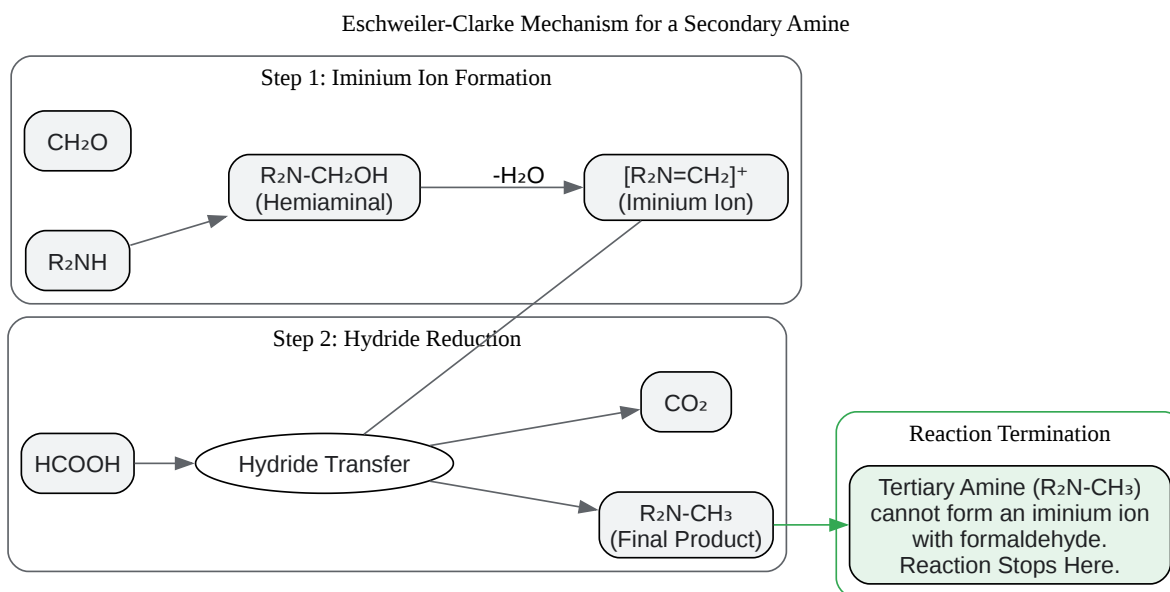 Eschweiler-Clarke Mechanism for a Secondary Amine
Step 1: Iminium Ion Formation
CH₂O
R₂NH
R₂N-CH₂OH
(Hemiaminal)
-H₂O
[R₂N=CH₂]⁺
(Iminium Ion)
Step 2: Hydride Reduction
HCOOH
Hydride Transfer
CO₂
R₂N-CH₃
(Final Product)
Reaction Termination
Tertiary Amine (R₂N-CH₃)
cannot form an iminium ion
with formaldehyde.
Reaction Stops Here.